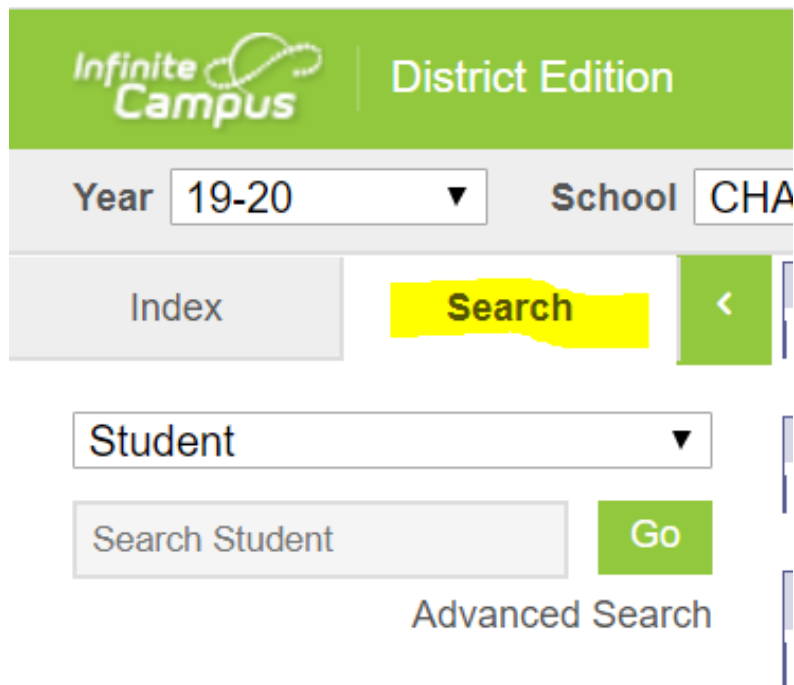 Infinite Campus District Edition
Year 19-20 School CHA
Index Search
Student
Search Student Go
Advanced Search